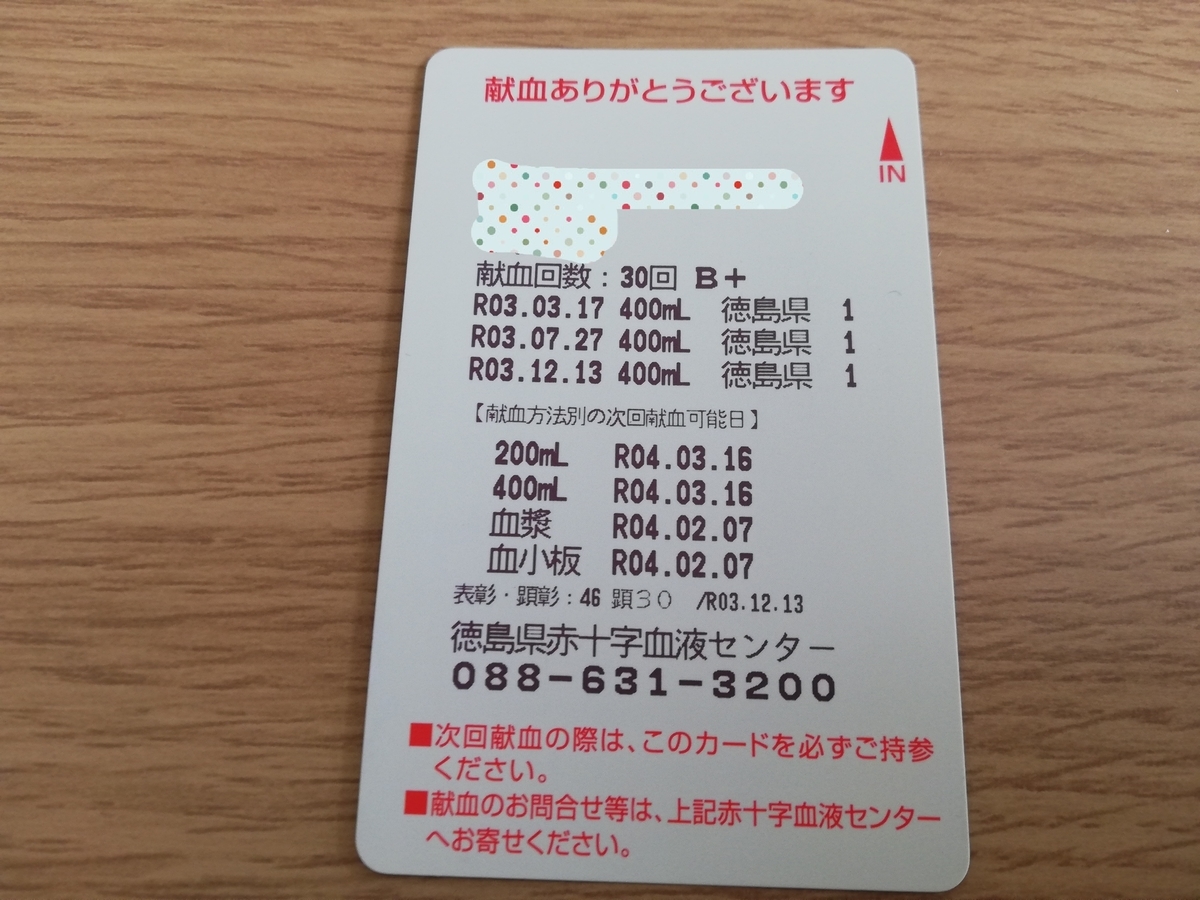 献血ありがとうございます
IN
献血回数：30回 B＋
R03.03.17 400mL 徳島県 1
R03.07.27 400mL 徳島県 1
R03.12.13 400mL 徳島県 1
【献血方法別の次回献血可能日】
200mL R04.03.16
400mL R04.03.16
血漿 R04.02.07
血小板 R04.02.07
表彰・顕彰：46 顕３０ /R03.12.13
徳島県赤十字血液センター
088-631-3200
■次回献血の際は、このカードを必ずご持参
ください。
■献血のお問合せ等は、上記赤十字血液センター
へお寄せください。